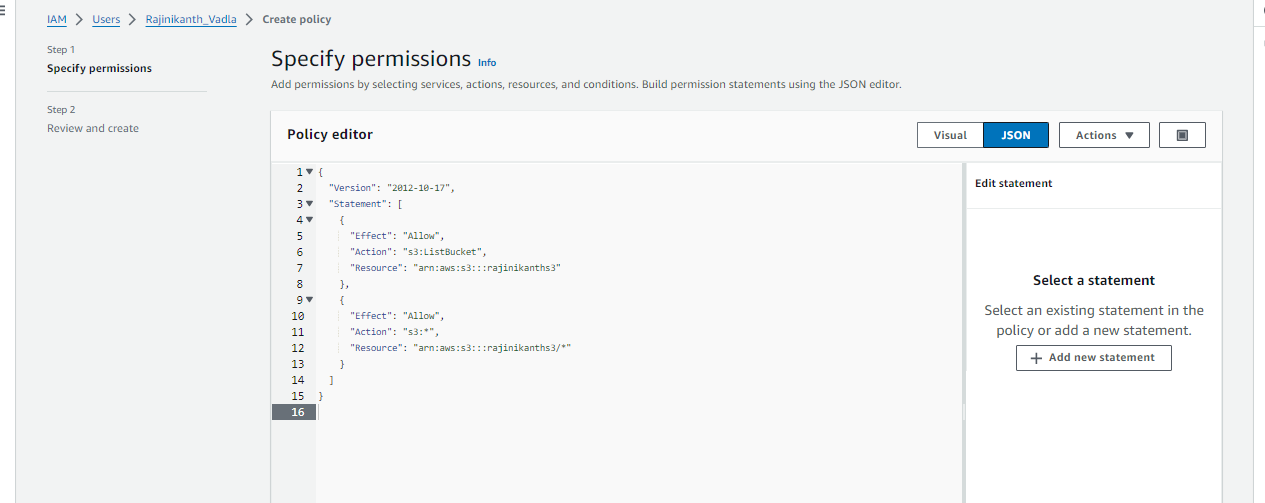 IAM > Users > Rajinikanth_Vadla > Create policy
Step 1
Specify permissions
Step 2
Review and create
Specify permissions Info
Add permissions by selecting services, actions, resources, and conditions. Build permission statements using the JSON editor.
Policy editor
Visual JSON Actions ▼
1 ▼ {
2 "Version": "2012-10-17",
3 ▼ "Statement": [
4 ▼ {
5 "Effect": "Allow",
6 "Action": "s3:ListBucket",
7 "Resource": "arn:aws:s3:::rajinikanths3"
8 },
9 ▼ {
10 "Effect": "Allow",
11 "Action": "s3:*",
12 "Resource": "arn:aws:s3:::rajinikanths3/*"
13 }
14 ]
15 }
16
Edit statement
Select a statement
Select an existing statement in the
policy or add a new statement.
+ Add new statement